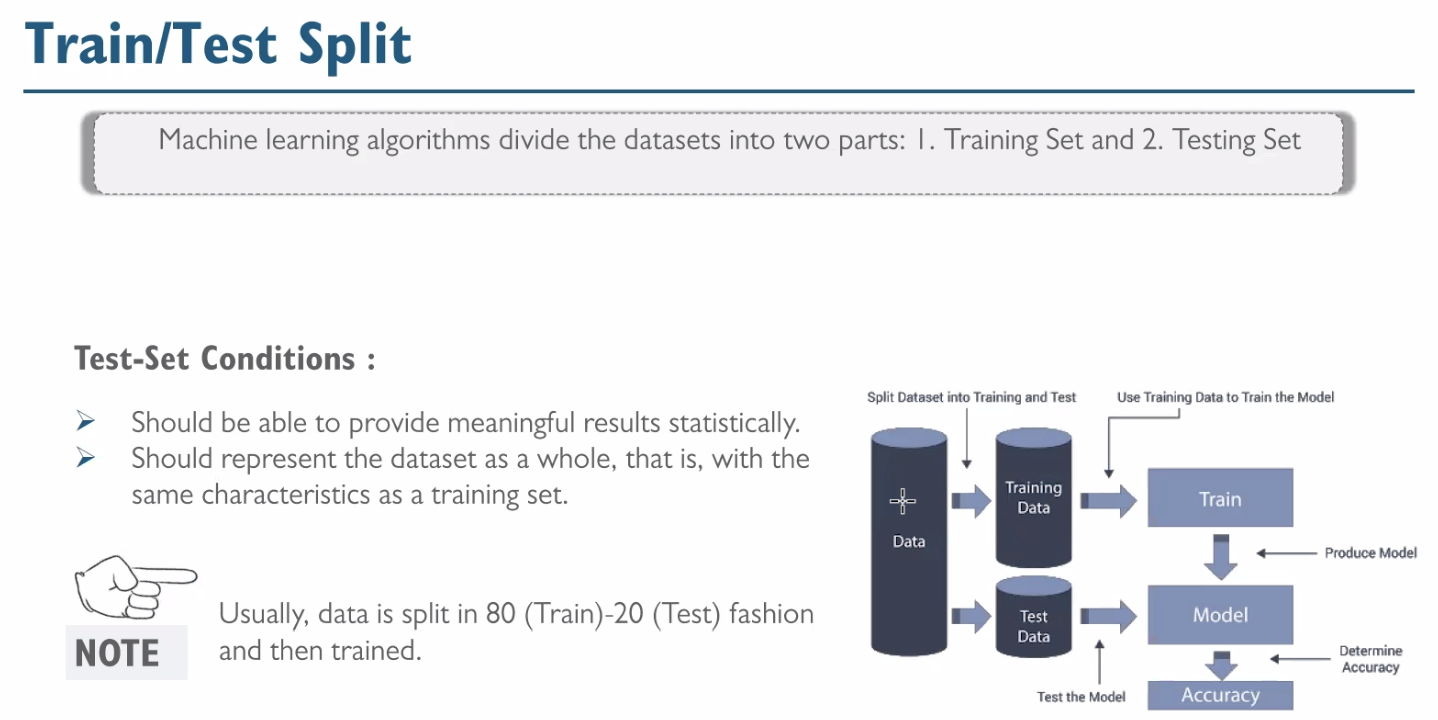 Train/Test Split
Machine learning algorithms divide the datasets into two parts: 1. Training Set and 2. Testing Set
Test-Set Conditions :
Should be able to provide meaningful results statistically.
Should represent the dataset as a whole, that is, with the
same characteristics as a training set.
NOTE
Usually, data is split in 80 (Train)-20 (Test) fashion
and then trained.
Split Dataset into Training and Test
Use Training Data to Train the Model
Data
Training
Data
Train
Produce Model
Test
Data
Model
Determine
Accuracy
Test the Model
Accuracy